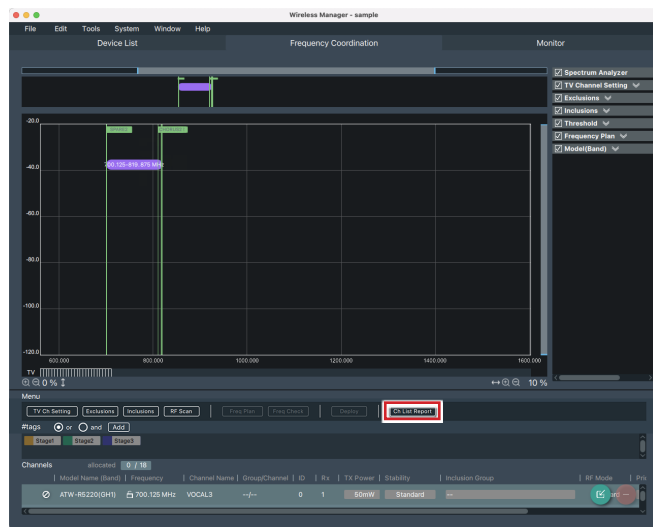 Wireless Manager - sample
File Edit Tools System Window Help
Device List Frequency Coordination Monitor
Spectrum Analyzer
TV Channel Setting
Exclusions
Inclusions
Threshold
Frequency Plan
Model(Band)
-20.0
700.125-819.875 MHz
-40.0
-60.0
-80.0
-100.0
-120.0
600.000 800.000 1000.000 1200.000 1400.000 1600.000
TV
0 % 10 %
Menu
TV Ch Setting Exclusions Inclusions RF Scan Freq Plan Freq Check Deploy Ch List Report
#tags or and Add
Stage1 Stage2 Stage3
Channels allocated 0 / 18
Model Name (Band) Frequency Channel Name Group/Channel ID Rx TX Power Stability Inclusion Group RF Mode Prio
ATW-R5220(GH1) 700.125 MHz VOCAL3 --/-- 0 1 50mW Standard --